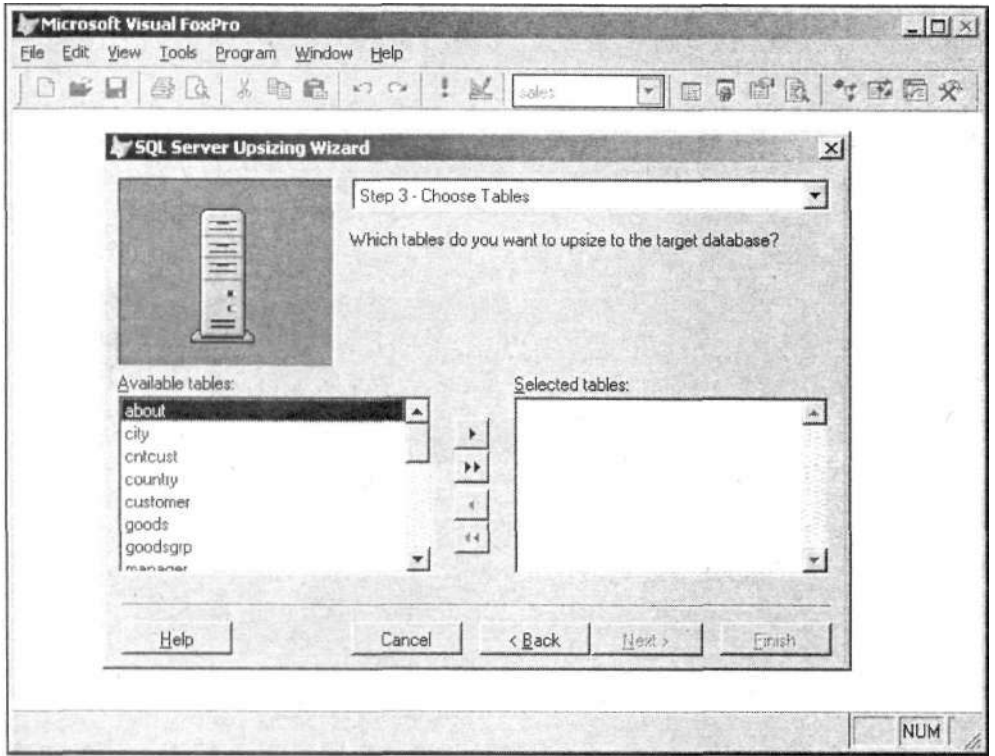 Microsoft Visual FoxPro
File Edit View Tools Program Window Help
sales
SQL Server Upsizing Wizard
Step 3 - Choose Tables
Which tables do you want to upsize to the target database?
Available tables:
about
city
cntcust
country
customer
goods
goodsgrp
manager
Selected tables:
Help
Cancel
< Back
Next >
Finish
NUM